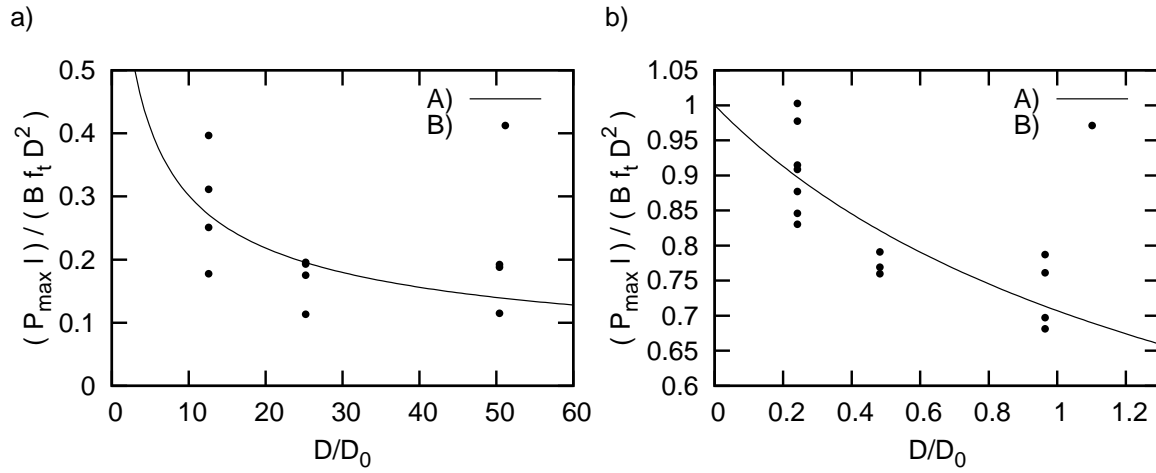 a)
0.5
0.4
0.3
0.2
0.1
0
0 10 20 30 40 50 60
( P_max l ) / ( B f_t D^2 )
D/D_0
A)
B)
b)
1.05
1
0.95
0.9
0.85
0.8
0.75
0.7
0.65
0.6
0 0.2 0.4 0.6 0.8 1 1.2
( P_max l ) / ( B f_t D^2 )
D/D_0
A)
B)